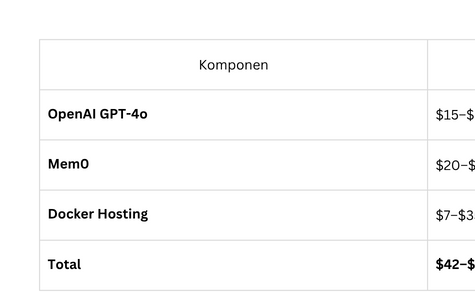 Komponen
OpenAI GPT-4o $15–$
Mem0 $20–$
Docker Hosting $7–$3
Total $42–$